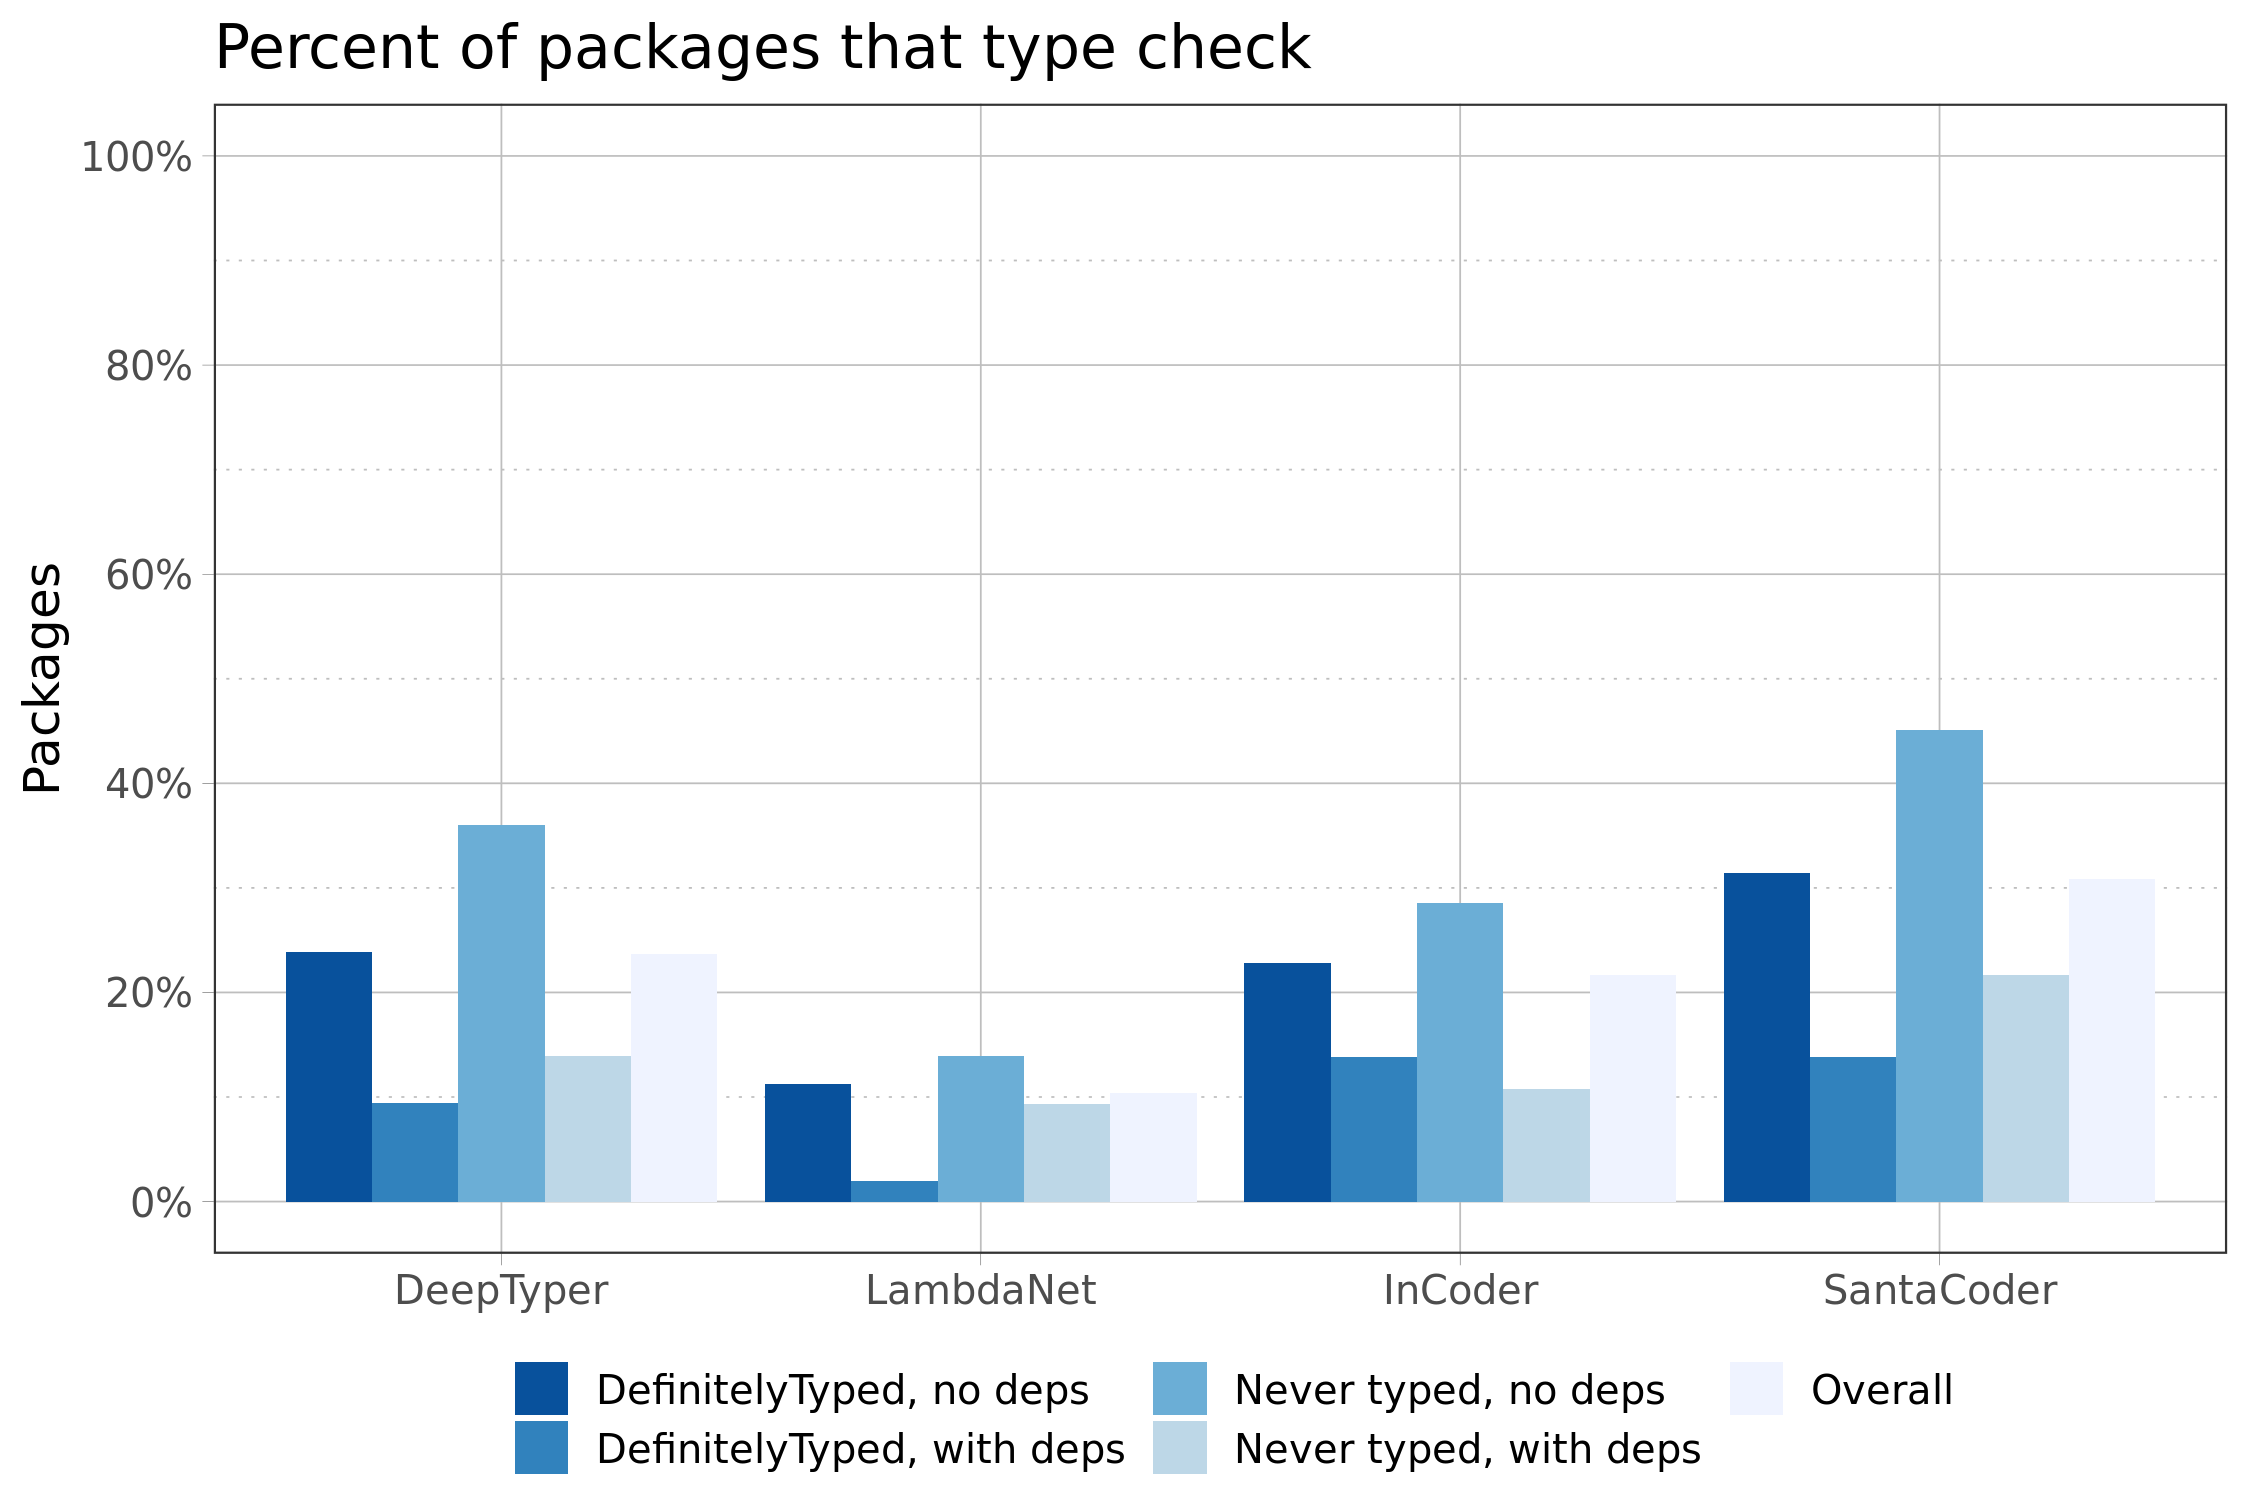 Percent of packages that type check
Packages
100%
80%
60%
40%
20%
0%
DeepTyper LambdaNet InCoder SantaCoder
DefinitelyTyped, no deps Never typed, no deps Overall
DefinitelyTyped, with deps Never typed, with deps